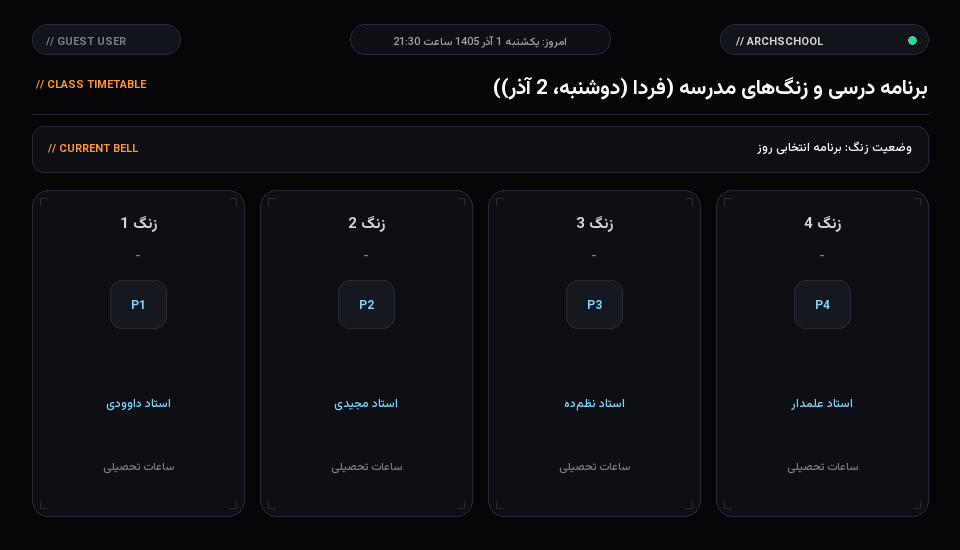 // GUEST USER
امروز: یکشنبه 1 آذر 1405 ساعت 21:30
// ARCHSCHOOL
// CLASS TIMETABLE
برنامه درسی و زنگ‌های مدرسه (فردا (دوشنبه، 2 آذر))
// CURRENT BELL
وضعیت زنگ: برنامه انتخابی روز
زنگ 1
-
P1
استاد داوودی
ساعات تحصیلی
زنگ 2
-
P2
استاد مجیدی
ساعات تحصیلی
زنگ 3
-
P3
استاد نظم‌ده
ساعات تحصیلی
زنگ 4
-
P4
استاد علمدار
ساعات تحصیلی